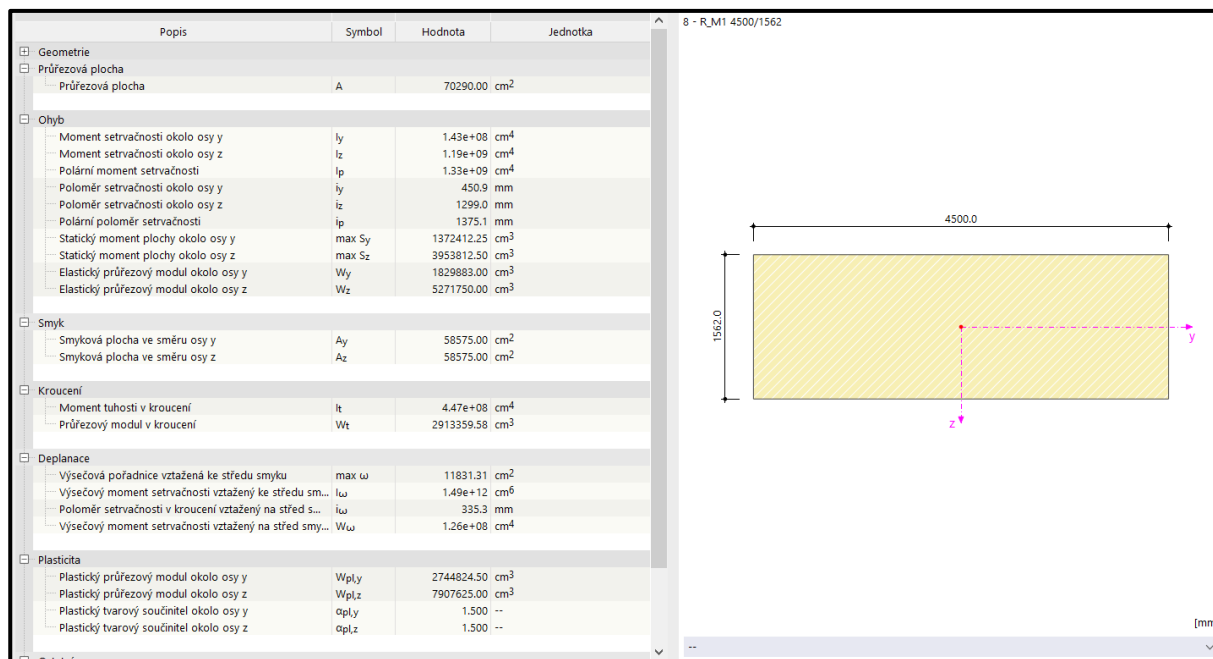 Popis Symbol Hodnota Jednotka
Geometrie
Průřezová plocha
Průřezová plocha A 70290.00 cm2
Ohyb
Moment setrvačnosti okolo osy y Iy 1.43e+08 cm4
Moment setrvačnosti okolo osy z Iz 1.19e+09 cm4
Polární moment setrvačnosti Ip 1.33e+09 cm4
Poloměr setrvačnosti okolo osy y iy 450.9 mm
Poloměr setrvačnosti okolo osy z iz 1299.0 mm
Polární poloměr setrvačnosti ip 1375.1 mm
Statický moment plochy okolo osy y max Sy 1372412.25 cm3
Statický moment plochy okolo osy z max Sz 3953812.50 cm3
Elastický průřezový modul okolo osy y Wy 1829883.00 cm3
Elastický průřezový modul okolo osy z Wz 5271750.00 cm3
Smyk
Smyková plocha ve směru osy y Ay 58575.00 cm2
Smyková plocha ve směru osy z Az 58575.00 cm2
Kroucení
Moment tuhosti v kroucení It 4.47e+08 cm4
Průřezový modul v kroucení Wt 2913359.58 cm3
Deplanace
Výsečová pořadnice vztažená ke středu smyku max ω 11831.31 cm2
Výsečový moment setrvačnosti vztažený ke středu sm... Iω 1.49e+12 cm6
Poloměr setrvačnosti v kroucení vztažený na střed s... iω 335.3 mm
Výsečový moment setrvačnosti vztažený na střed smy... Wω 1.26e+08 cm4
Plasticita
Plastický průřezový modul okolo osy y Wpl,y 2744824.50 cm3
Plastický průřezový modul okolo osy z Wpl,z 7907625.00 cm3
Plastický tvarový součinitel okolo osy y αpl,y 1.500 --
Plastický tvarový součinitel okolo osy z αpl,z 1.500 --
8 - R_M1 4500/1562
4500.0
1562.0
y
z
[mm
--